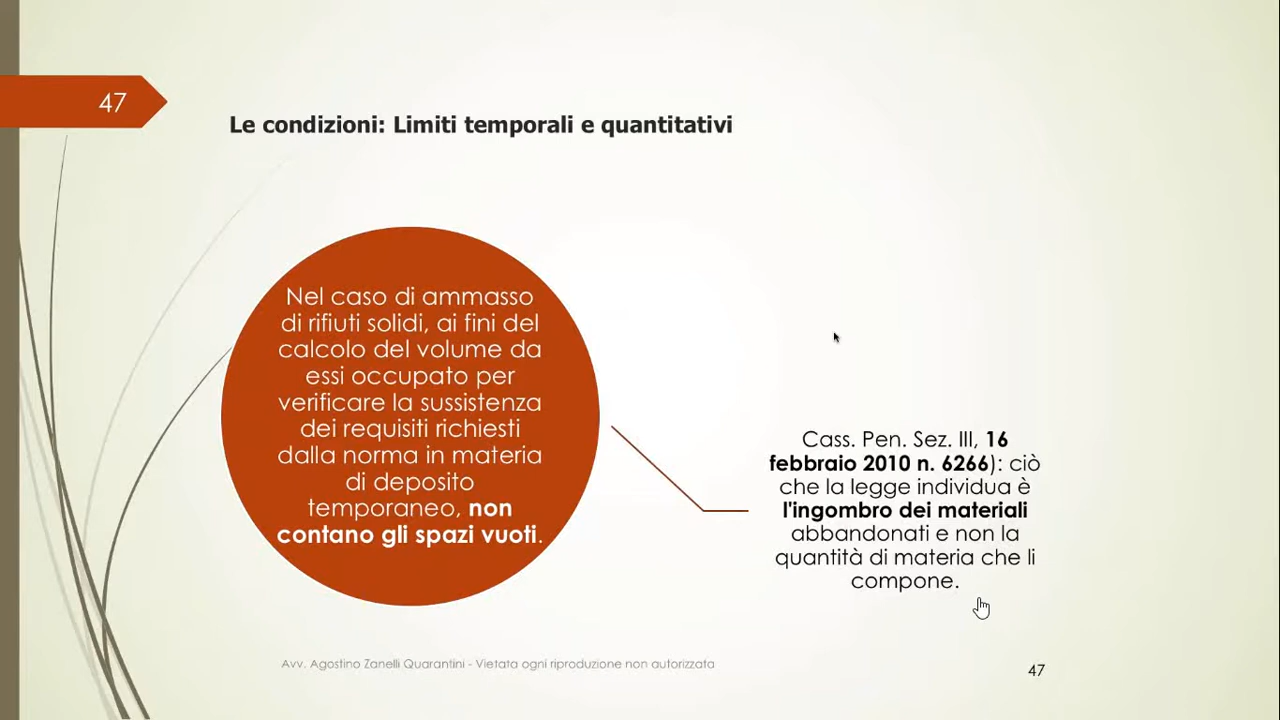 47
Le condizioni: Limiti temporali e quantitativi
Nel caso di ammasso
di rifiuti solidi, ai fini del
calcolo del volume da
essi occupato per
verificare la sussistenza
dei requisiti richiesti
dalla norma in materia
di deposito
temporaneo, non
contano gli spazi vuoti.
Cass. Pen. Sez. III, 16
febbraio 2010 n. 6266): ciò
che la legge individua è
l'ingombro dei materiali
abbandonati e non la
quantità di materia che li
compone.
Avv. Agostino Zanelli Quarantini - Vietata ogni riproduzione non autorizzata
47